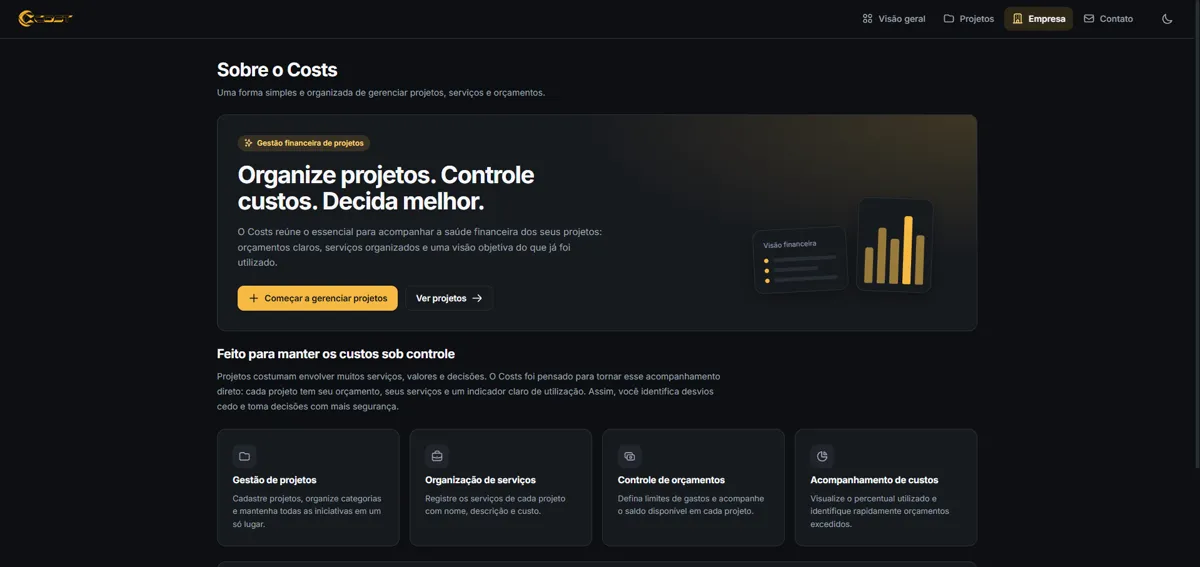 Visão geral
Projetos
Empresa
Contato
Sobre o Costs
Uma forma simples e organizada de gerenciar projetos, serviços e orçamentos.
Gestão financeira de projetos
Organize projetos. Controle
custos. Decida melhor.
O Costs reúne o essencial para acompanhar a saúde financeira dos seus projetos:
orçamentos claros, serviços organizados e uma visão objetiva do que já foi
utilizado.
Começar a gerenciar projetos
Ver projetos
Visão financeira
Feito para manter os custos sob controle
Projetos costumam envolver muitos serviços, valores e decisões. O Costs foi pensado para tornar esse acompanhamento
direto: cada projeto tem seu orçamento, seus serviços e um indicador claro de utilização. Assim, você identifica desvios
cedo e toma decisões com mais segurança.
Gestão de projetos
Cadastre projetos, organize categorias
e mantenha todas as iniciativas em um
só lugar.
Organização de serviços
Registre os serviços de cada projeto
com nome, descrição e custo.
Controle de orçamentos
Defina limites de gastos e acompanhe
o saldo disponível em cada projeto.
Acompanhamento de custos
Visualize o percentual utilizado e
identifique rapidamente orçamentos
excedidos.